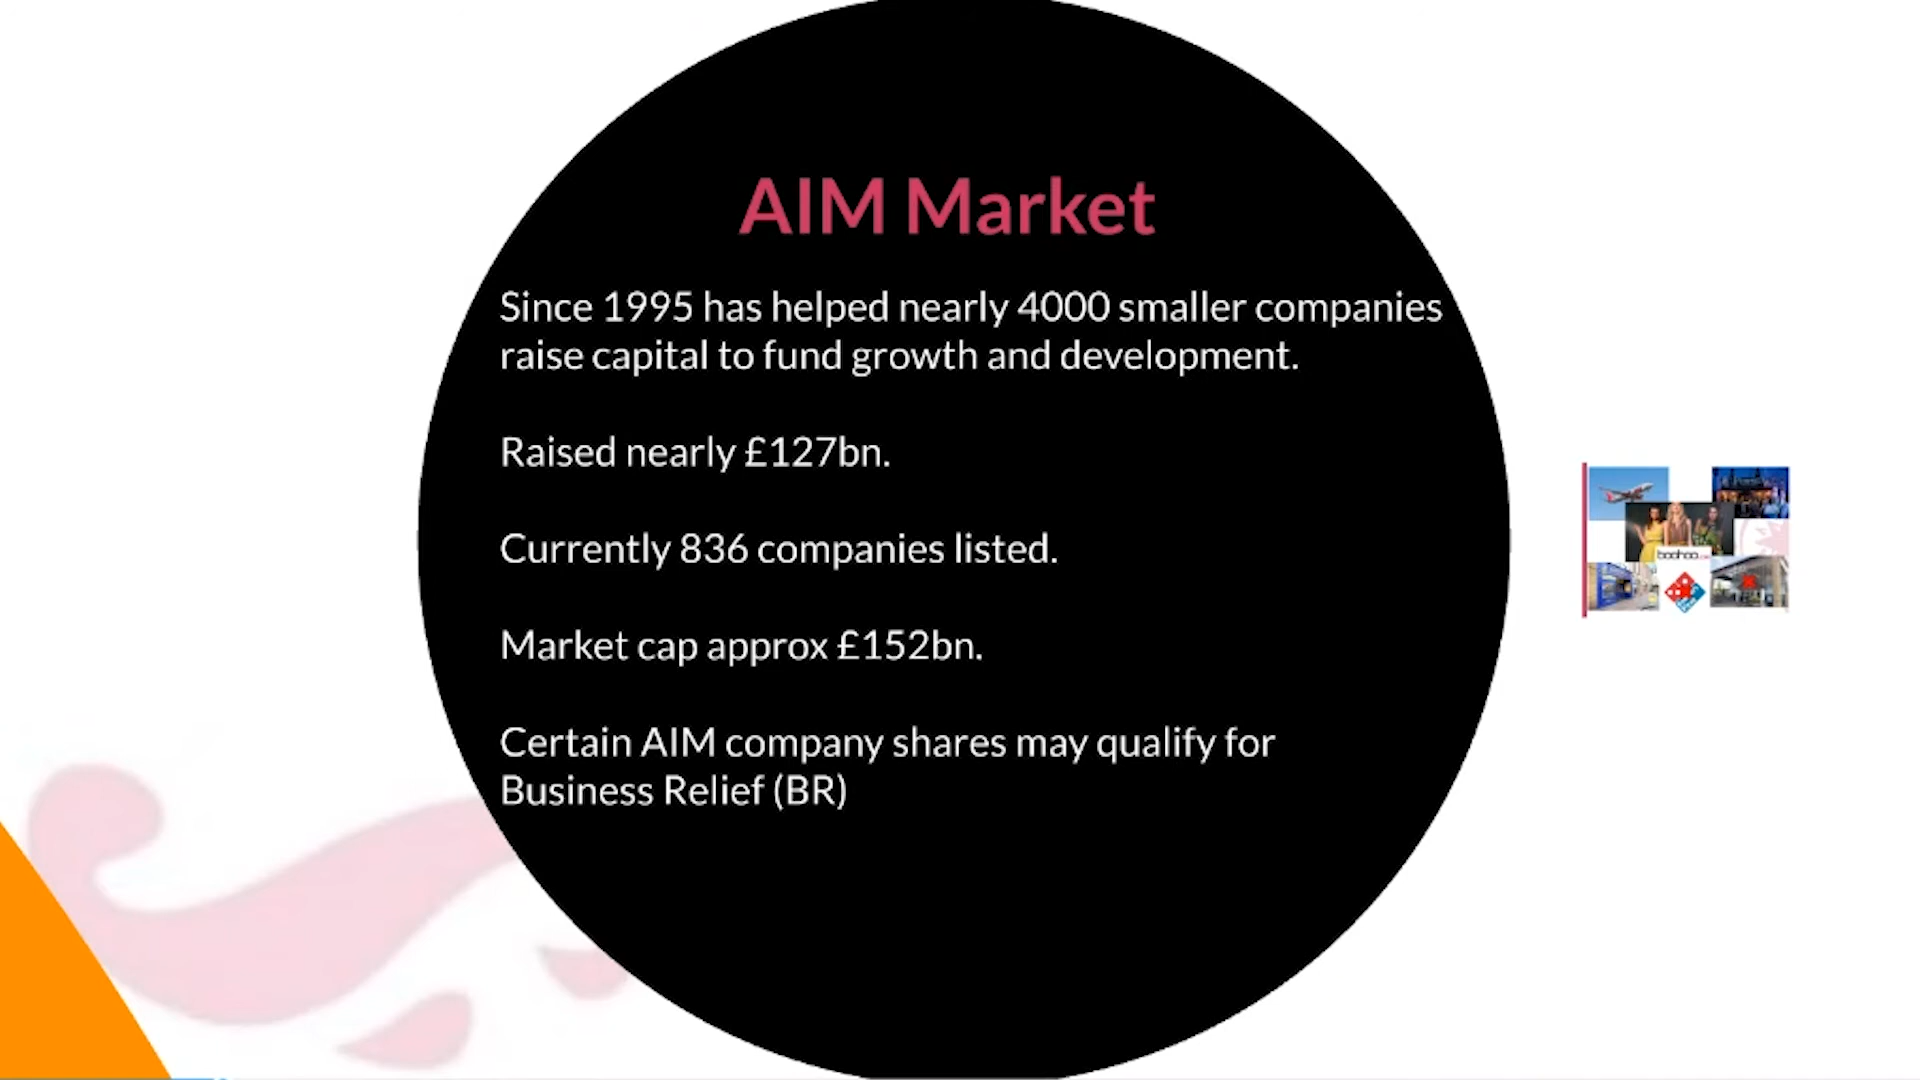 AIM Market
Since 1995 has helped nearly 4000 smaller companies
raise capital to fund growth and development.
Raised nearly £127bn.
Currently 836 companies listed.
Market cap approx £152bn.
Certain AIM company shares may qualify for
Business Relief (BR)
boohoo